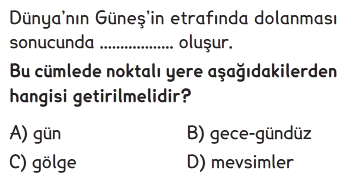 Dünya'nın Güneş'in etrafında dolanması
sonucunda .................. oluşur.
Bu cümlede noktalı yere aşağıdakilerden
hangisi getirilmelidir?
A) gün B) gece-gündüz
C) gölge D) mevsimler